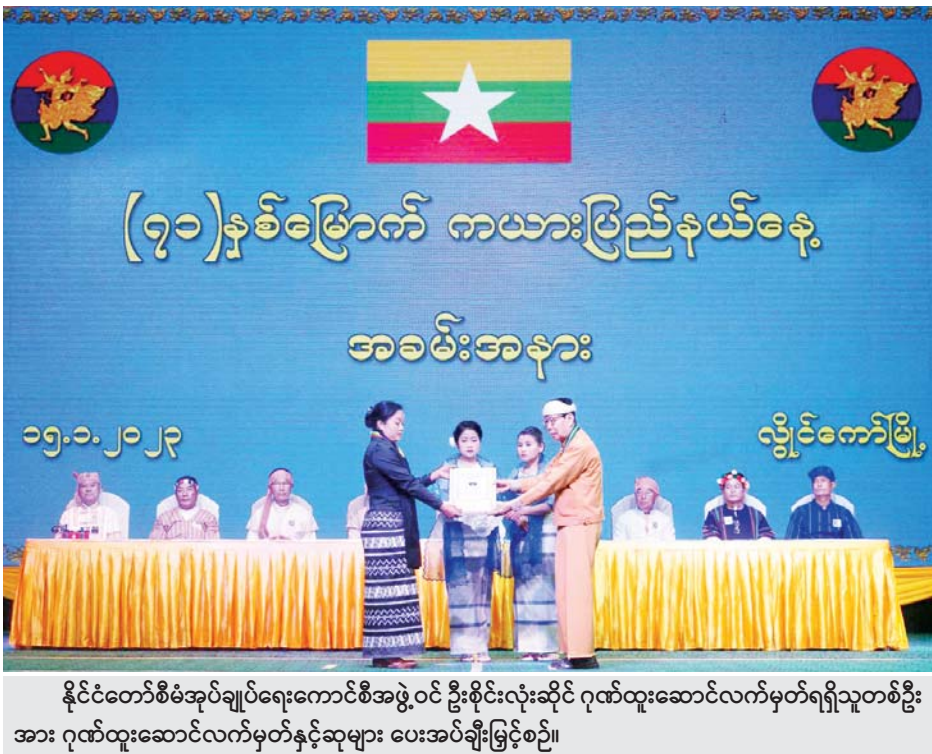 (၇၁)နှစ်မြောက် ကယားပြည်နယ်နေ့
အခမ်းအနား
၁၅.၁.၂၀၂၃
လွိုင်ကော်မြို့
နိုင်ငံတော်စီမံအုပ်ချုပ်ရေးကောင်စီအဖွဲ့ဝင် ဦးစိုင်းလုံးဆိုင် ဂုဏ်ထူးဆောင်လက်မှတ်ရရှိသူတစ်ဦး
အား ဂုဏ်ထူးဆောင်လက်မှတ်နှင့်ဆုများ ပေးအပ်ချီးမြှင့်စဉ်။